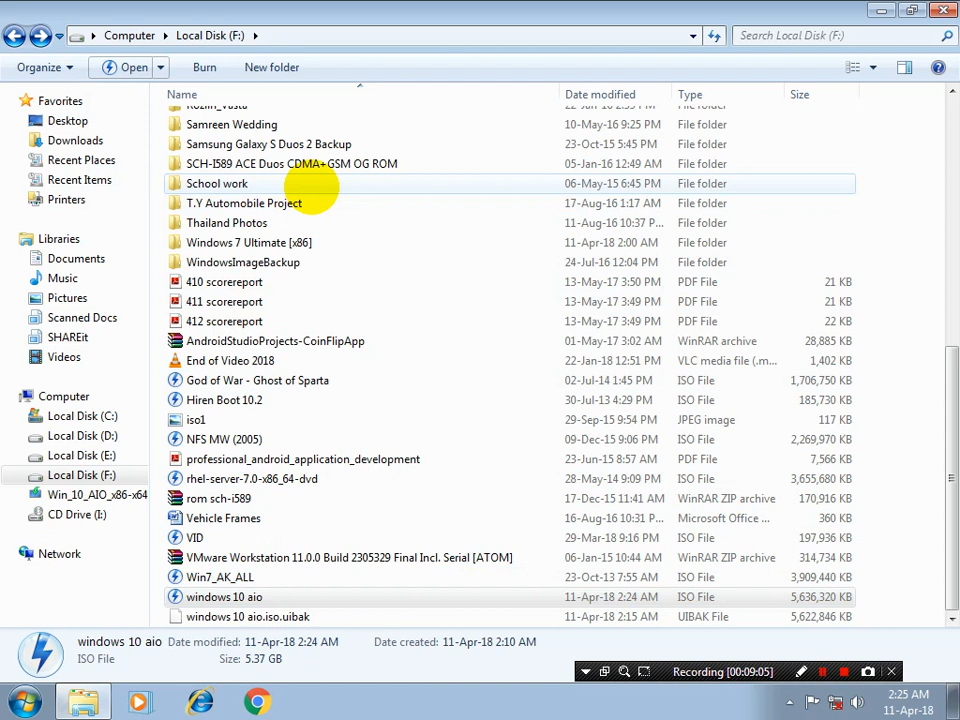 Computer
Local Disk (F:)
Search Local Disk (F:)
Organize
Open
Burn
New folder
Name
Date modified
Type
Size
Favorites
Desktop
Downloads
Recent Places
Recent Items
Printers
Libraries
Documents
Music
Pictures
Scanned Docs
SHAREit
Videos
Computer
Local Disk (C:)
Local Disk (D:)
Local Disk (E:)
Local Disk (F:)
Win_10_AIO_x86-x64
CD Drive (I:)
Network
Samreen Wedding 10-May-16 9:25 PM File folder
Samsung Galaxy S Duos 2 Backup 23-Oct-15 5:45 PM File folder
SCH-I589 ACE Duos CDMA+GSM OG ROM 05-Jan-16 12:49 AM File folder
School work 06-May-15 6:45 PM File folder
T.Y Automobile Project 17-Aug-16 1:17 AM File folder
Thailand Photos 11-Aug-16 10:37 P... File folder
Windows 7 Ultimate [x86] 11-Apr-18 2:00 AM File folder
WindowsImageBackup 24-Jul-16 12:04 PM File folder
410 scorereport 13-May-17 3:50 PM PDF File 21 KB
411 scorereport 13-May-17 3:49 PM PDF File 21 KB
412 scorereport 13-May-17 3:49 PM PDF File 22 KB
AndroidStudioProjects-CoinFlipApp 01-May-17 3:02 AM WinRAR archive 28,885 KB
End of Video 2018 22-Jan-18 12:51 PM VLC media file (.m... 1,402 KB
God of War - Ghost of Sparta 02-Jul-14 1:45 PM ISO File 1,706,750 KB
Hiren Boot 10.2 30-Jul-13 4:29 PM ISO File 185,730 KB
iso1 29-Sep-15 9:54 PM JPEG image 117 KB
NFS MW (2005) 09-Dec-15 9:06 PM ISO File 2,269,970 KB
professional_android_application_development 23-Jun-15 8:57 AM PDF File 7,566 KB
rhel-server-7.0-x86_64-dvd 28-May-14 9:09 PM ISO File 3,655,680 KB
rom sch-i589 17-Dec-15 11:41 AM WinRAR ZIP archive 170,916 KB
Vehicle Frames 16-Aug-16 10:31 P... Microsoft Office ... 360 KB
VID 29-Mar-18 9:16 PM ISO File 197,936 KB
VMware Workstation 11.0.0 Build 2305329 Final Incl. Serial [ATOM] 06-Jan-15 10:44 AM WinRAR ZIP archive 314,734 KB
Win7_AK_ALL 23-Oct-13 7:55 AM ISO File 3,909,440 KB
windows 10 aio 11-Apr-18 2:24 AM ISO File 5,636,320 KB
windows 10 aio.iso.uibak 11-Apr-18 2:15 AM UIBAK File 5,622,846 KB
windows 10 aio Date modified: 11-Apr-18 2:24 AM Date created: 11-Apr-18 2:10 AM
ISO File Size: 5.37 GB
Recording [00:09:05]
2:25 AM
11-Apr-18